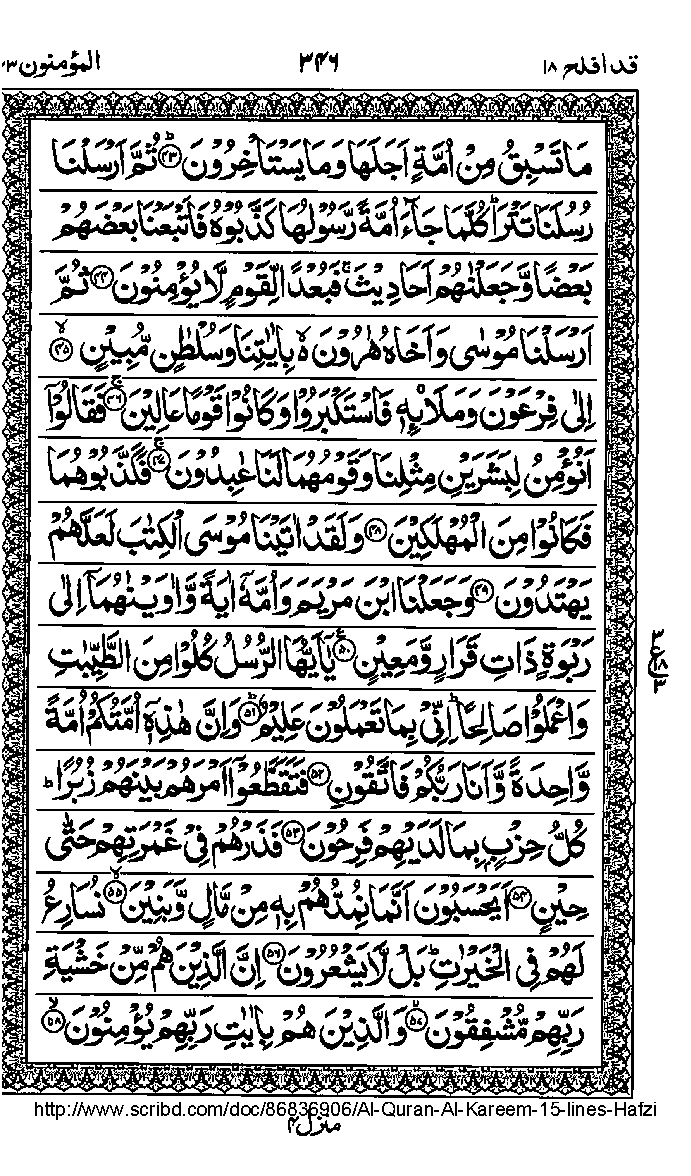 قد افلح ١٨ ٣٤٦ المؤمنون ٢٣
مَا تَسْبِقُ مِنْ اُمَّةٍ اَجَلَهَا وَمَا يَسْتَاْخِرُوْنَ ﴿٤٣﴾ ثُمَّ اَرْسَلْنَا
رُسُلَنَا تَتْرَا ؕ كُلَّمَا جَآءَ اُمَّةً رَّسُوْلُهَا كَذَّبُوْهُ فَاَتْبَعْنَا بَعْضَهُمْ
بَعْضًا وَّجَعَلْنٰهُمْ اَحَادِيْثَ ۚ فَبُعْدًا لِّقَوْمٍ لَّا يُؤْمِنُوْنَ ﴿٤٤﴾ ثُمَّ
اَرْسَلْنَا مُوْسٰى وَاَخَاهُ هٰرُوْنَ ۙ۬ بِاٰيٰتِنَا وَسُلْطٰنٍ مُّبِيْنٍ ﴿٤٥﴾ ۙ
اِلٰى فِرْعَوْنَ وَمَلَا۟ئِهٖ فَاسْتَكْبَرُوْا وَكَانُوْا قَوْمًا عَالِيْنَ ﴿٤٦﴾ ۚ فَقَالُوْۤا
اَنُؤْمِنُ لِبَشَرَيْنِ مِثْلِنَا وَقَوْمُهُمَا لَنَا عٰبِدُوْنَ ﴿٤٧﴾ ۚ فَكَذَّبُوْهُمَا
فَكَانُوْا مِنَ الْمُهْلَكِيْنَ ﴿٤٨﴾ وَلَقَدْ اٰتَيْنَا مُوْسَى الْكِتٰبَ لَعَلَّهُمْ
يَهْتَدُوْنَ ﴿٤٩﴾ وَجَعَلْنَا ابْنَ مَرْيَمَ وَاُمَّهٗۤ اٰيَةً وَّاٰوَيْنٰهُمَاۤ اِلٰى
رَبْوَةٍ ذَاتِ قَرَارٍ وَّمَعِيْنٍ ﴿٥٠﴾ يٰۤاَيُّهَا الرُّسُلُ كُلُوْا مِنَ الطَّيِّبٰتِ
وَاعْمَلُوْا صَالِحًا ؕ اِنِّىْ بِمَا تَعْمَلُوْنَ عَلِيْمٌ ﴿٥١﴾ ؕ وَاِنَّ هٰذِهٖۤ اُمَّتُكُمْ اُمَّةً
وَّاحِدَةً وَّاَنَا رَبُّكُمْ فَاتَّقُوْنِ ﴿٥٢﴾ فَتَقَطَّعُوْۤا اَمْرَهُمْ بَيْنَهُمْ زُبُرًا ؕ
كُلُّ حِزْبٍۭ بِمَا لَدَيْهِمْ فَرِحُوْنَ ﴿٥٣﴾ فَذَرْهُمْ فِىْ غَمْرَتِهِمْ حَتّٰى
حِيْنٍ ﴿٥٤﴾ اَيَحْسَبُوْنَ اَنَّمَا نُمِدُّهُمْ بِهٖ مِنْ مَّالٍ وَّبَنِيْنَ ﴿٥٥﴾ ۙ نُسَارِعُ
لَهُمْ فِى الْخَيْرٰتِ ؕ بَلْ لَّا يَشْعُرُوْنَ ﴿٥٦﴾ اِنَّ الَّذِيْنَ هُمْ مِّنْ خَشْيَةِ
رَبِّهِمْ مُّشْفِقُوْنَ ﴿٥٧﴾ ۙ وَالَّذِيْنَ هُمْ بِاٰيٰتِ رَبِّهِمْ يُؤْمِنُوْنَ ﴿٥٨﴾ ۙ
ع ٣ ١٨ ٣
http://www.scribd.com/doc/86836906/Al-Quran-Al-Kareem-15-lines-Hafzi
منزل ٤